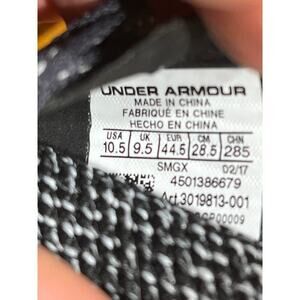 UNDER ARMOUR
MADE IN CHINA
FABRIQUÉ EN CHINE
HECHO EN CHINA
USA UK EUR CM CHN
10.5 9.5 44.5 28.5 285
SMGX 02/17
4501386679
Art.3019813-001